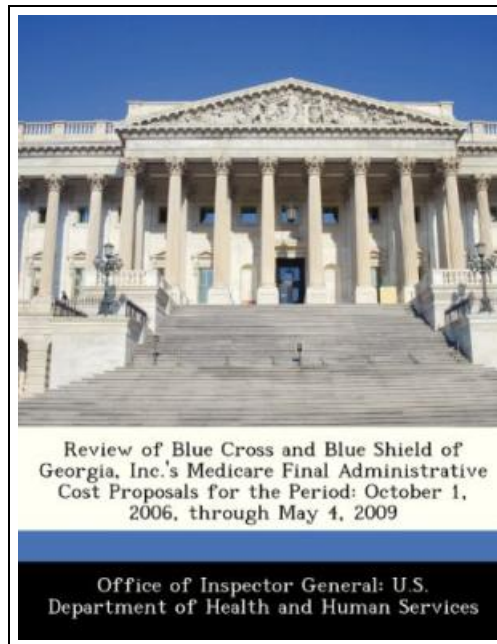 Review of Blue Cross and Blue Shield of
Georgia, Inc.'s Medicare Final Administrative
Cost Proposals for the Period: October 1,
2006, through May 4, 2009
Office of Inspector General: U.S.
Department of Health and Human Services